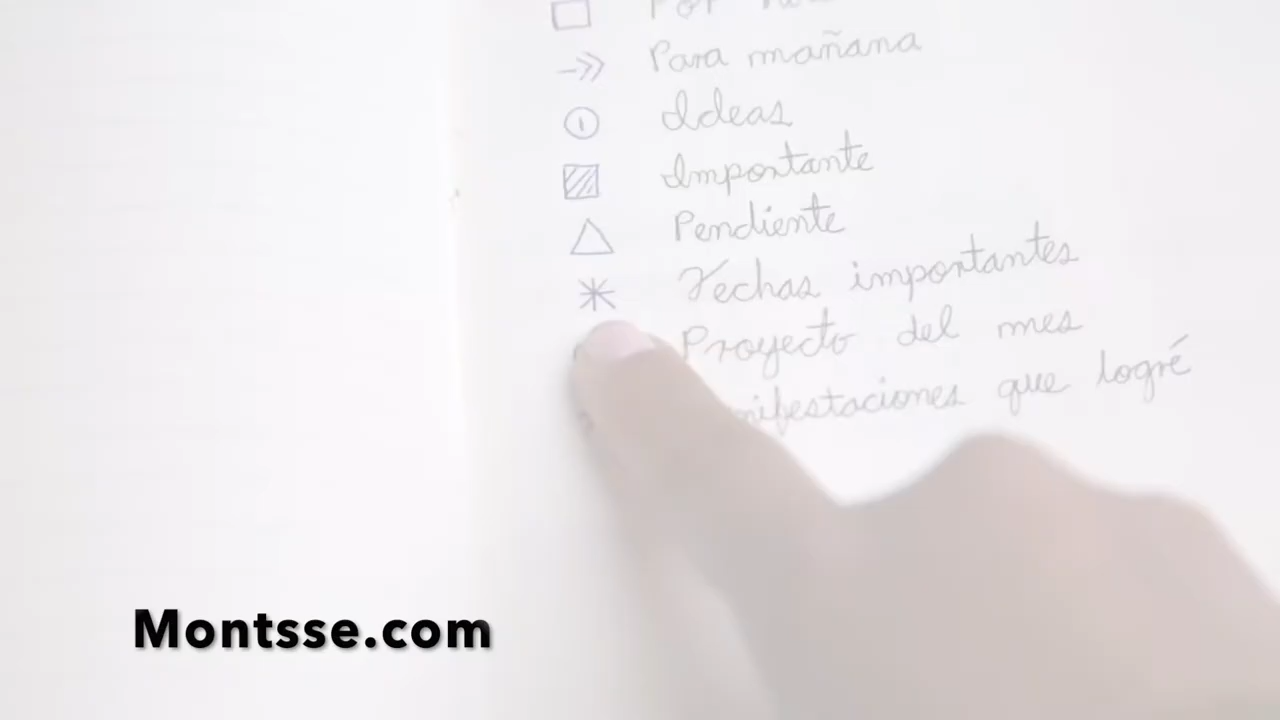 Para mañana
Ideas
Importante
Pendiente
Fechas importantes
Proyecto del mes
que logré
Montsse.com